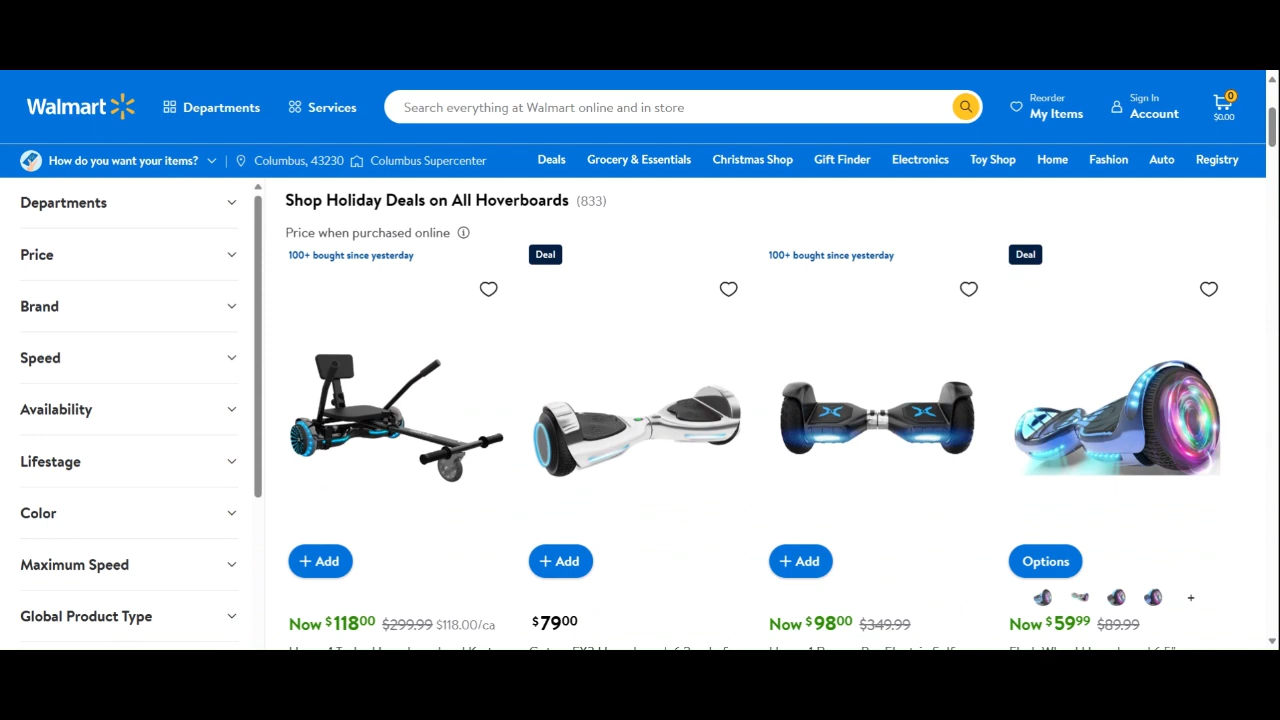 Walmart
Departments
Services
Search everything at Walmart online and in store
Reorder
My Items
Sign In
Account
0
$0.00
How do you want your items?
Columbus, 43230
Columbus Supercenter
Deals
Grocery & Essentials
Christmas Shop
Gift Finder
Electronics
Toy Shop
Home
Fashion
Auto
Registry
Departments
Price
Brand
Speed
Availability
Lifestage
Color
Maximum Speed
Global Product Type
Shop Holiday Deals on All Hoverboards (833)
Price when purchased online
100+ bought since yesterday
+ Add
Now $118.00 $299.99 $118.00/ca
Deal
+ Add
$79.00
100+ bought since yesterday
+ Add
Now $98.00 $349.99
Deal
Options
+
Now $59.99 $89.99